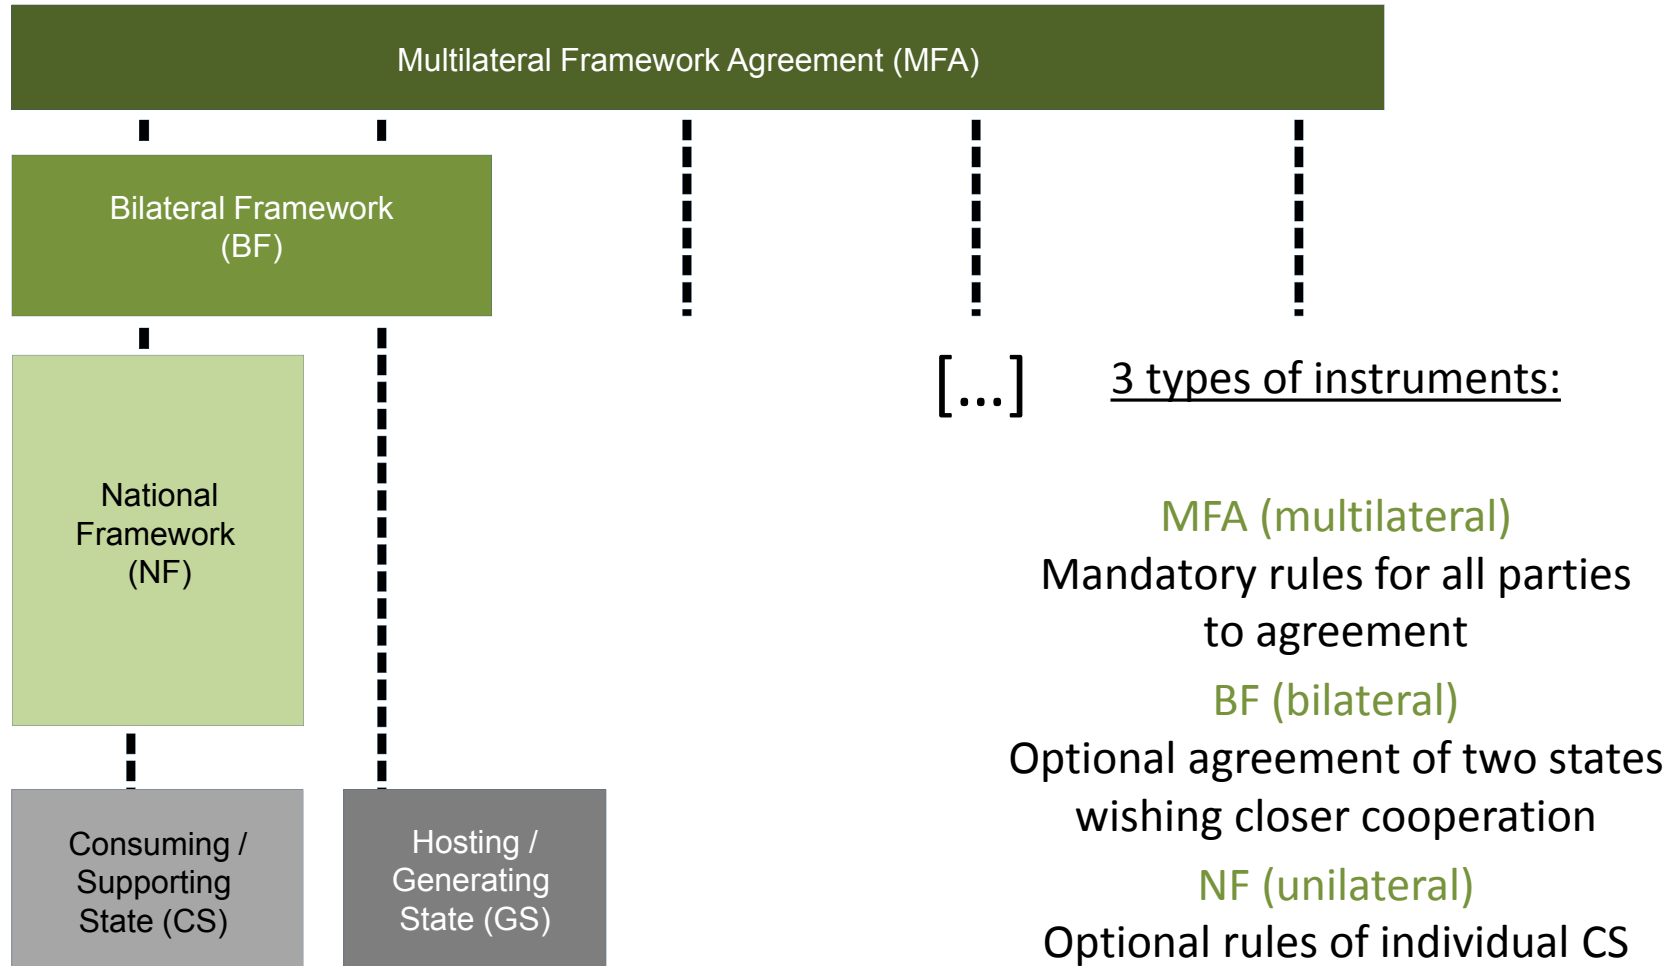 Multilateral Framework Agreement (MFA)
Bilateral Framework
(BF)
National
Framework
(NF)
Consuming /
Supporting
State (CS)
Hosting /
Generating
State (GS)
[...]
3 types of instruments:
MFA (multilateral)
Mandatory rules for all parties
to agreement
BF (bilateral)
Optional agreement of two states
wishing closer cooperation
NF (unilateral)
Optional rules of individual CS